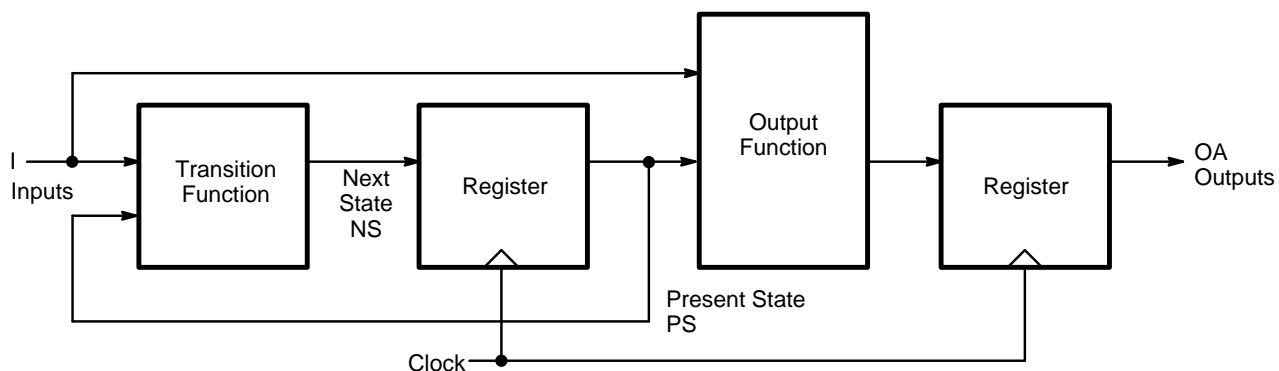 I
Inputs
Transition
Function
Next
State
NS
Register
Output
Function
Register
OA
Outputs
Present State
PS
Clock